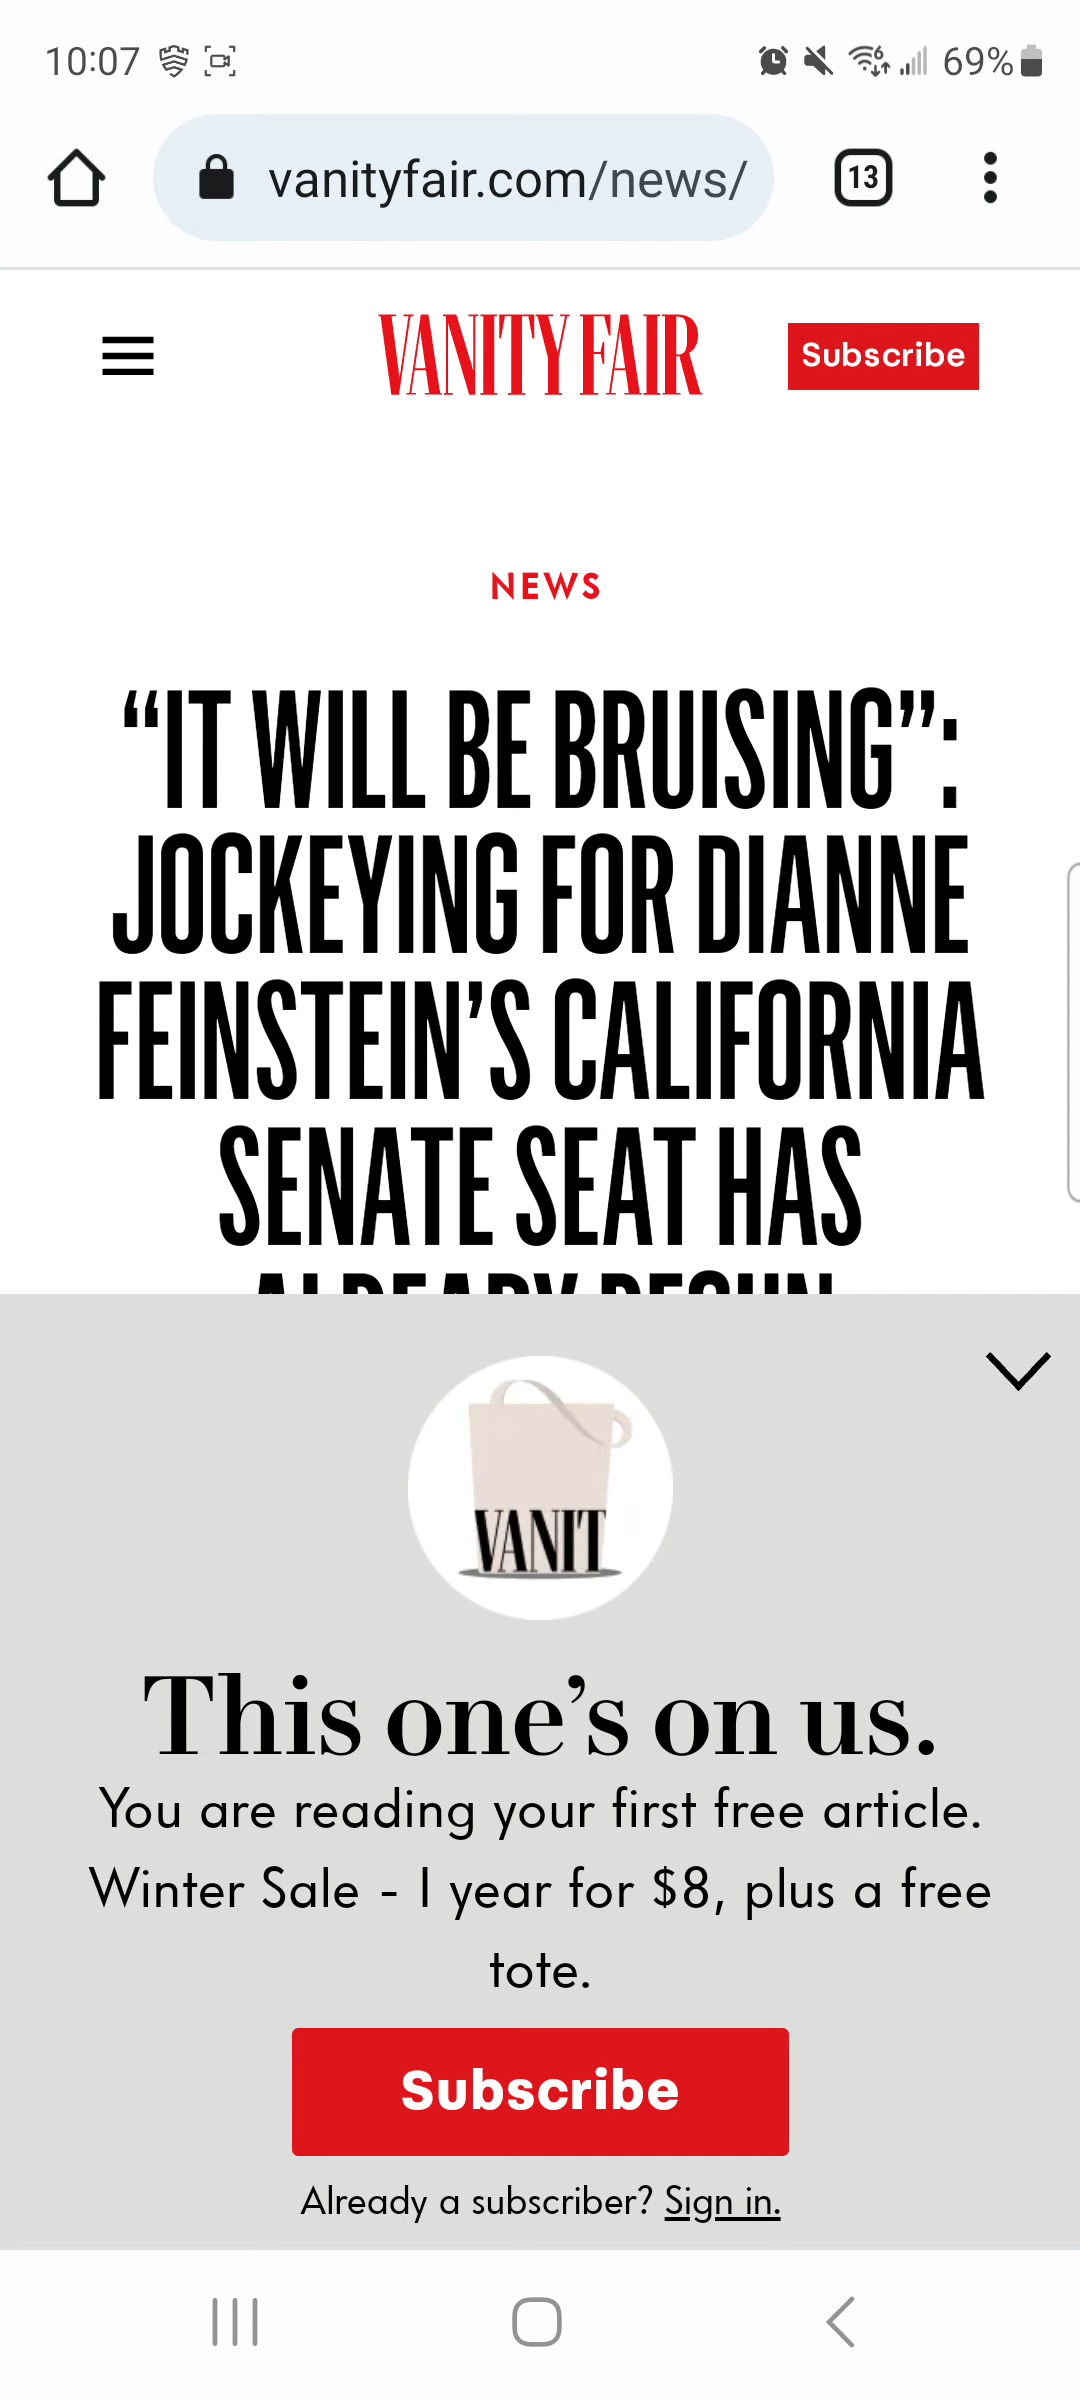 10:07
69%
vanityfair.com/news/
13
VANITY FAIR
Subscribe
NEWS
“IT WILL BE BRUISING”:
JOCKEYING FOR DIANNE
FEINSTEIN’S CALIFORNIA
SENATE SEAT HAS
ALREADY BEGUN
VANIT
This one’s on us.
You are reading your first free article.
Winter Sale - 1 year for $8, plus a free
tote.
Subscribe
Already a subscriber? Sign in.